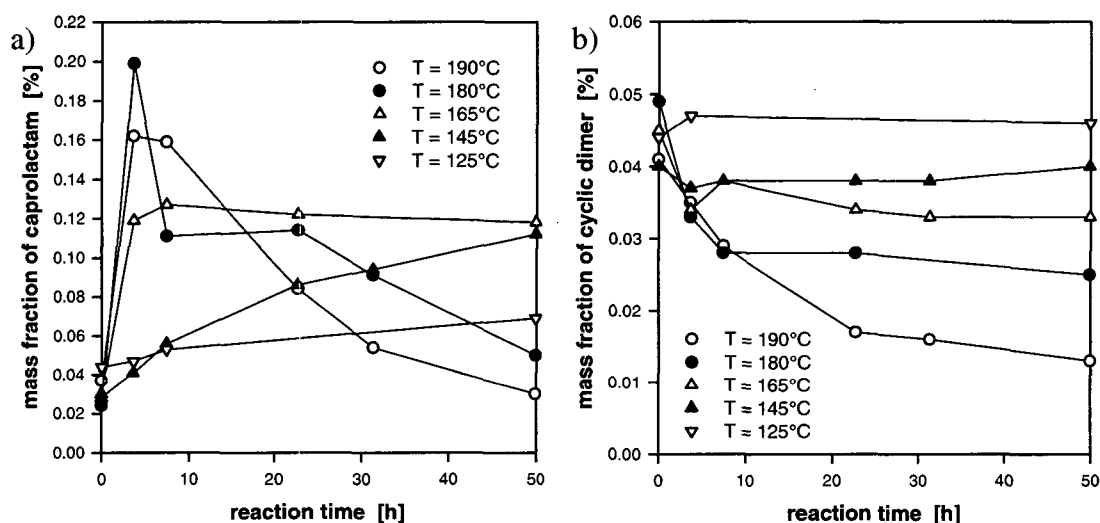 a)
mass fraction of caprolactam [%]
0.22
0.20
0.18
0.16
0.14
0.12
0.10
0.08
0.06
0.04
0.02
0.00
T = 190°C
T = 180°C
T = 165°C
T = 145°C
T = 125°C
0 10 20 30 40 50
reaction time [h]
b)
mass fraction of cyclic dimer [%]
0.06
0.05
0.04
0.03
0.02
0.01
0.00
T = 190°C
T = 180°C
T = 165°C
T = 145°C
T = 125°C
0 10 20 30 40 50
reaction time [h]